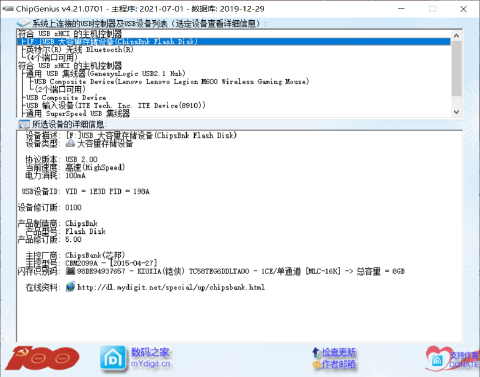 ChipGenius v4.21.0701 - 主程序: 2021-07-01 - 数据库: 2019-12-29
系统上连接的USB控制器及USB设备列表（选定设备查看详细信息）:
符合 USB xHCI 的主机控制器
[F:]USB 大容量存储设备(ChipsBnk Flash Disk)
英特尔(R) 无线 Bluetooth(R)
(4个端口可用)
符合 USB xHCI 的主机控制器
通用 USB 集线器(GenesysLogic USB2.1 Hub)
USB Composite Device(Lenovo Lenovo Legion M600 Wireless Gaming Mouse)
(2个端口可用)
USB Composite Device
USB 输入设备(ITE Tech. Inc. ITE Device(8910))
通用 SuperSpeed USB 集线器
所选设备的详细信息:
设备描述: [F:]USB 大容量存储设备(ChipsBnk Flash Disk)
设备类型: 大容量存储设备
协议版本: USB 2.00
当前速度: 高速(HighSpeed)
电力消耗: 100mA
USB设备ID: VID = 1E3D PID = 198A
设备修订版: 0100
产品制造商: ChipsBnk
产品型号: Flash Disk
产品修订版: 5.00
主控厂商: ChipsBank(芯邦)
主控型号: CBM2099A - [2015-04-27]
闪存识别码: 98DE94937657 - KIOXIA(铠侠) TC58TEG6DDLTA00 - 1CE/单通道 [MLC-16K] -> 总容量 = 8GB
在线资料: http://dl.mydigit.net/special/up/chipsbank.html
100
数码之家
mYdigit.cn
检查更新
作者邮箱
支持作者
DONATE